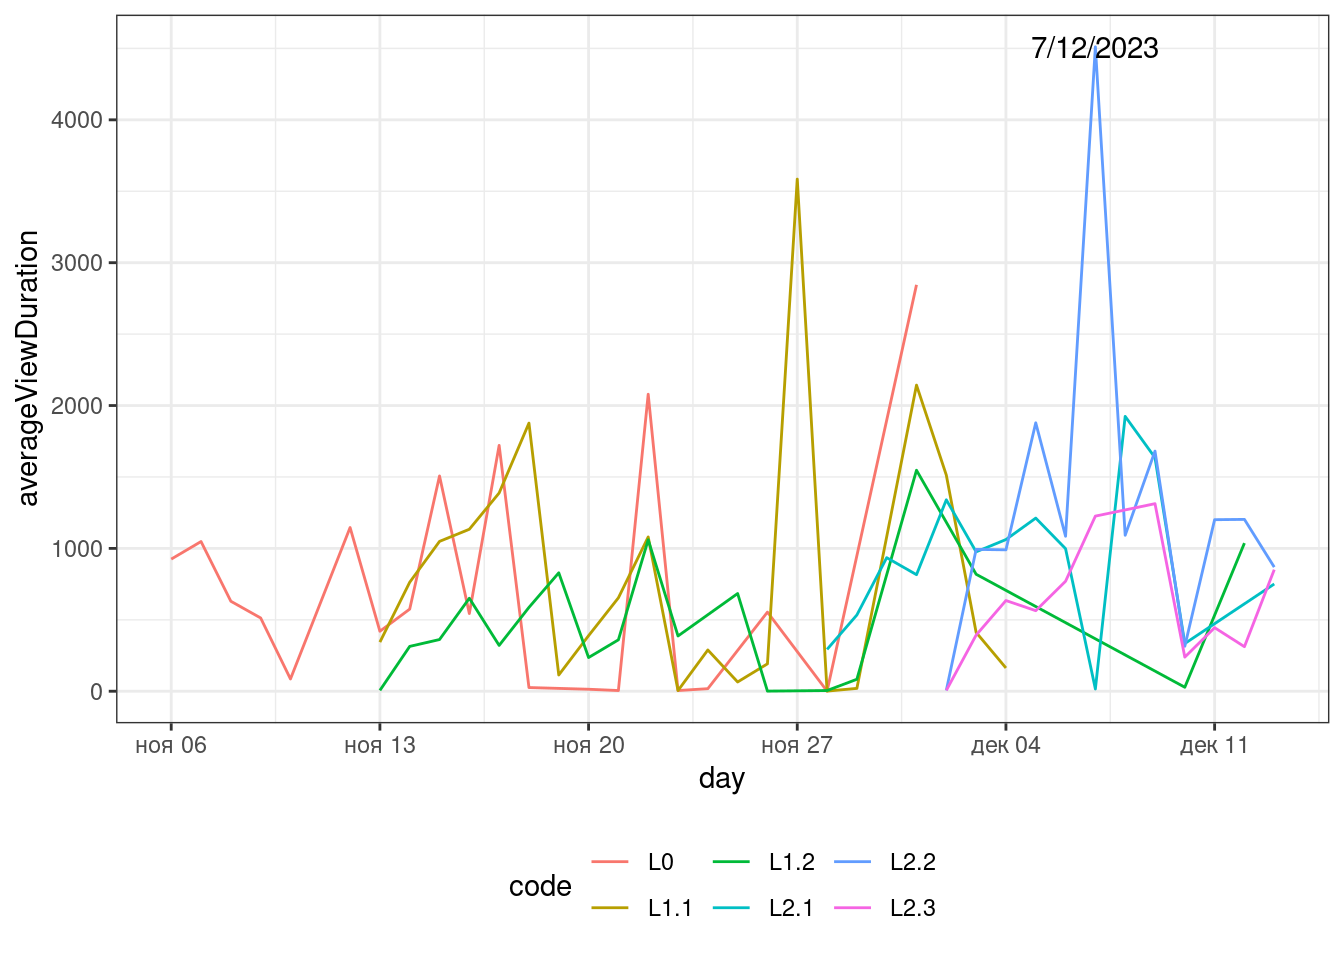 7/12/2023
4000
3000
2000
1000
0
averageViewDuration
ноя 06 ноя 13 ноя 20 ноя 27 дек 04 дек 11
day
code
L0 L1.2 L2.2
L1.1 L2.1 L2.3